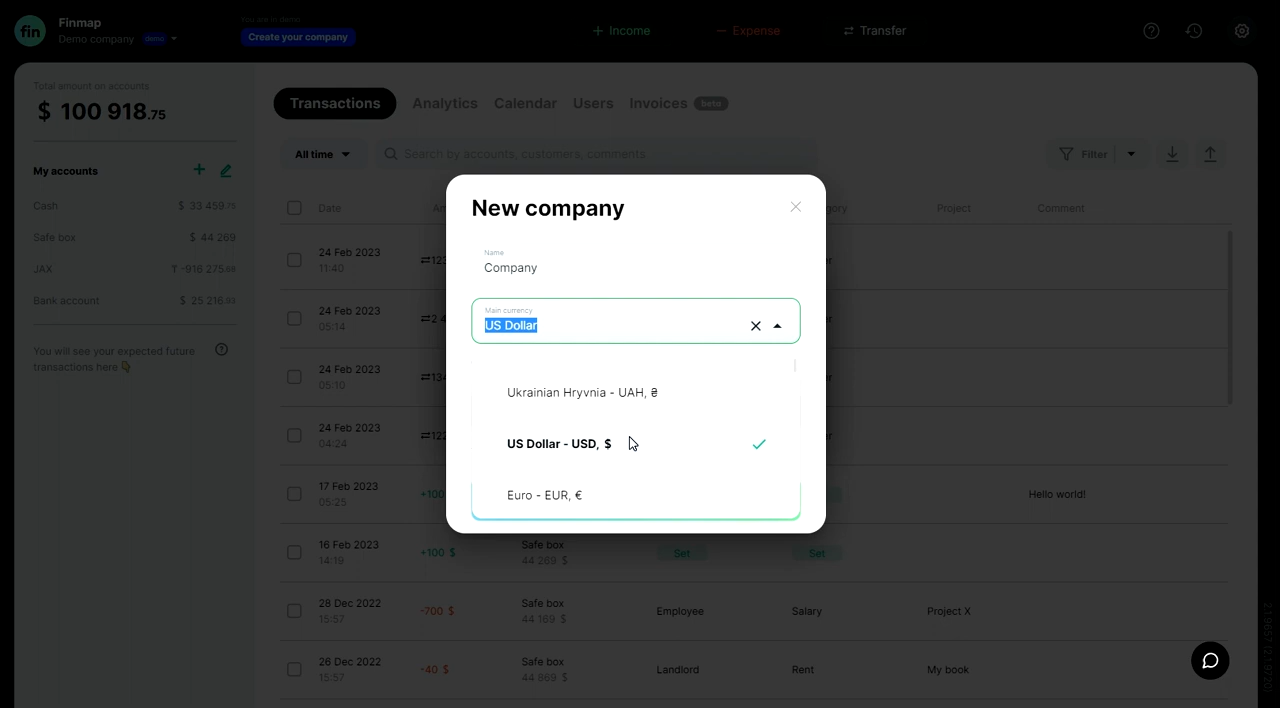 fin
Finmap
Demo company demo
You are in demo
Create your company
+ Income
− Expense
Transfer
Total amount on accounts
$ 100 918.75
My accounts
Cash $ 33 459.75
Safe box $ 44 269
JAX ₸ -916 275.66
Bank account $ 25 216.93
You will see your expected future
transactions here
Transactions
Analytics
Calendar
Users
Invoices beta
All time
Search by accounts, customers, comments
Filter
Date
Project
Comment
24 Feb 2023
11:40
24 Feb 2023
05:14
24 Feb 2023
05:10
24 Feb 2023
04:24
17 Feb 2023
05:25
+100
Hello world!
16 Feb 2023
14:19
+100 $
Safe box
44 269 $
Set
Set
28 Dec 2022
15:57
-700 $
Safe box
44 169 $
Employee
Salary
Project X
26 Dec 2022
15:57
-40 $
Safe box
44 869 $
Landlord
Rent
My book
New company
Name
Company
Main currency
US Dollar
Ukrainian Hryvnia - UAH, ₴
US Dollar - USD, $
Euro - EUR, €